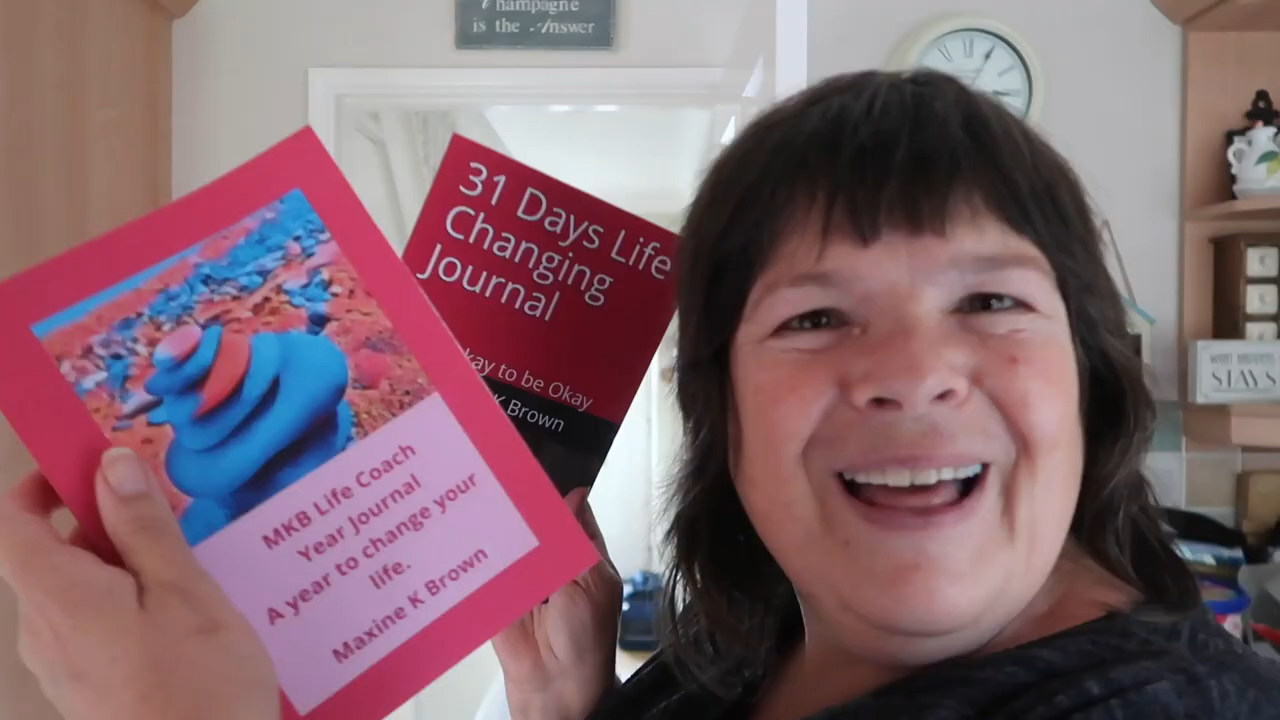 Champagne
is the Answer
31 Days Life
Changing
Journal
kay to be Okay
K Brown
MKB Life Coach
Year Journal
A year to change your
life.
Maxine K Brown
STAYS